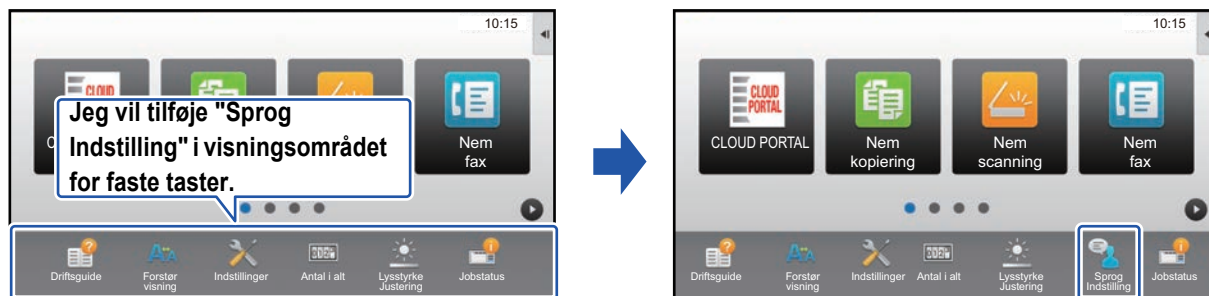 10:15
CLOUD
PORTAL
Jeg vil tilføje "Sprog
Indstilling" i visningsområdet
for faste taster.
Nem
fax
Driftsguide
Forstør
visning
Indstillinger
Antal i alt
Lysstyrke
Justering
Jobstatus
10:15
CLOUD
PORTAL
CLOUD PORTAL
Nem
kopiering
Nem
scanning
Nem
fax
Driftsguide
Forstør
visning
Indstillinger
Antal i alt
Lysstyrke
Justering
Sprog
Indstilling
Jobstatus